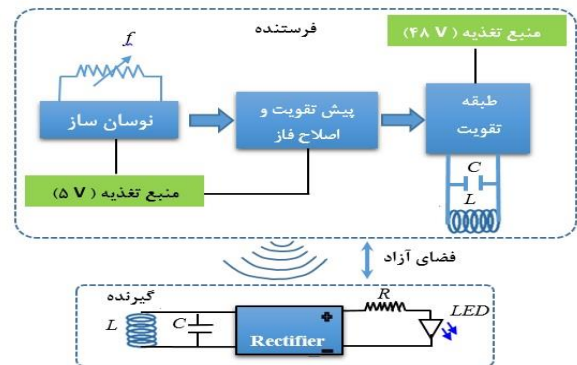 فرستنده
منبع تغذیه ( ۴۸ V )
f
نوسان ساز
پیش تقویت و
اصلاح فاز
طبقه
تقویت
منبع تغذیه ( ۵ V )
C
L
فضای آزاد
گیرنده
L
C
Rectifier
+
−
R
LED